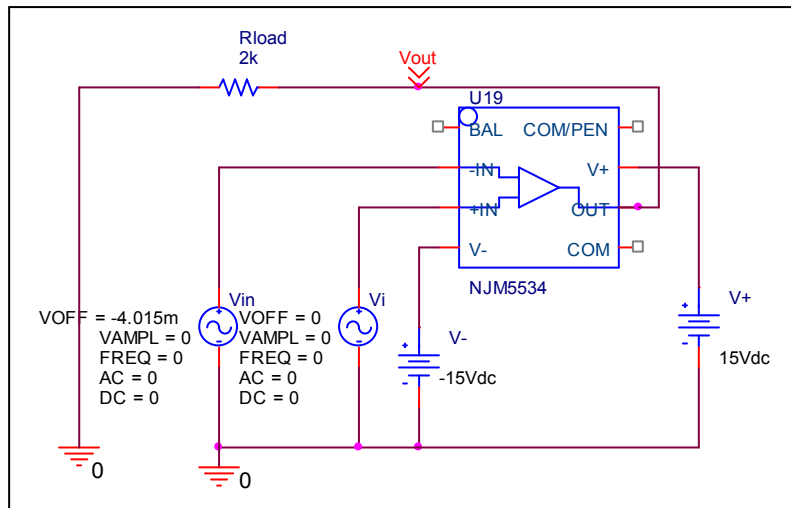 Rload
2k
Vout
U19
BAL
COM/PEN
-IN
V+
+IN
OUT
V-
COM
NJM5534
Vin
VOFF = -4.015m
VAMPL = 0
FREQ = 0
AC = 0
DC = 0
Vi
VOFF = 0
VAMPL = 0
FREQ = 0
AC = 0
DC = 0
V-
-15Vdc
V+
15Vdc
0
0